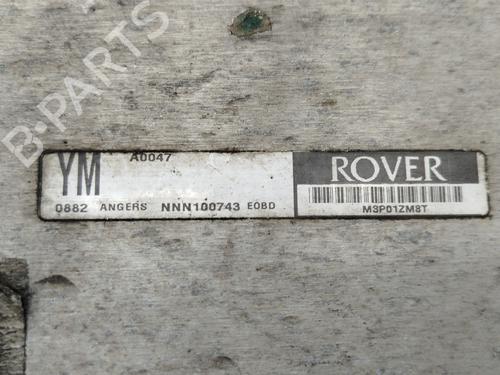 B-PARTS
A0047
YM
0882 ANGERS NNN100743 EOBD
ROVER
M3P01ZM8T